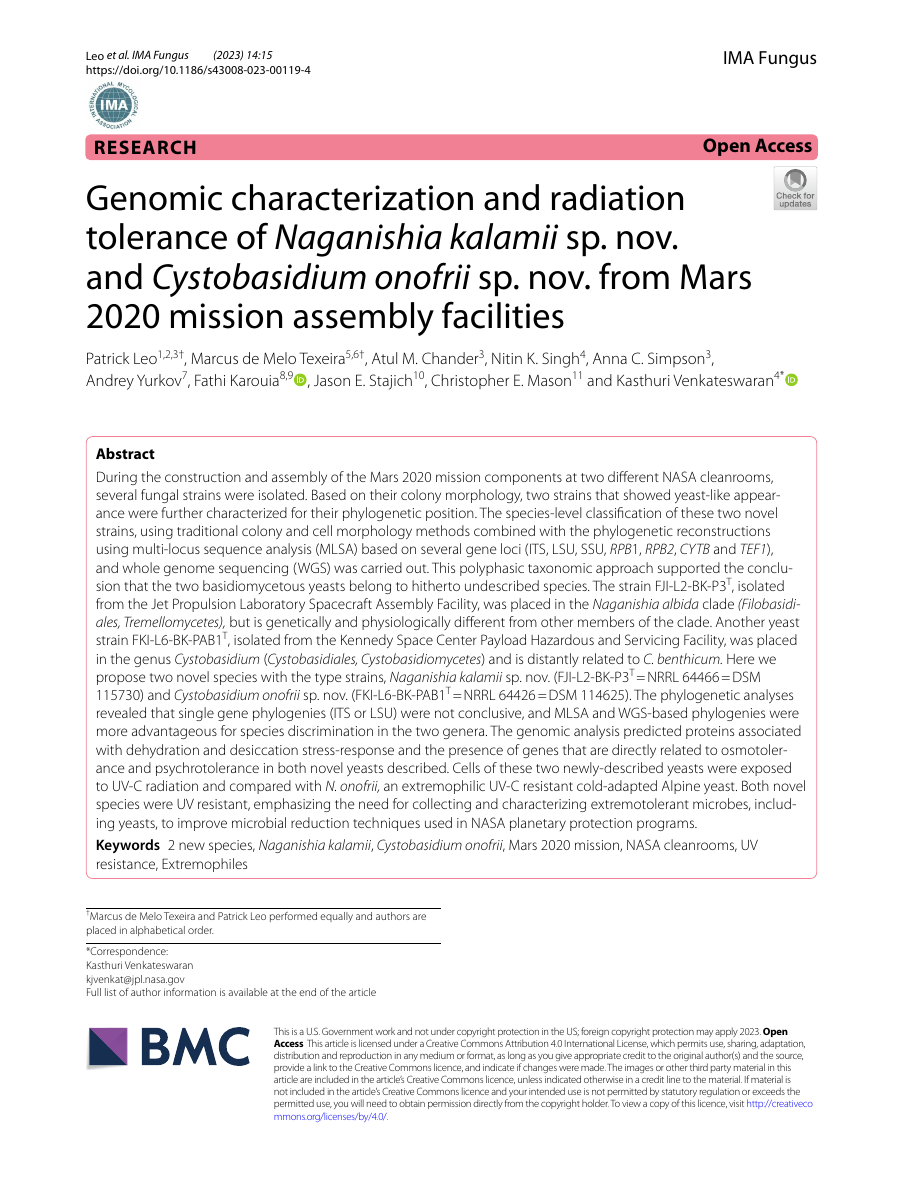 Leo et al. IMA Fungus (2023) 14:15
https://doi.org/10.1186/s43008-023-00119-4
IMA Fungus
INTERNATIONAL MYCOLOGICAL ASSOCIATION
IMA
RESEARCH
Open Access
Check for
updates
Genomic characterization and radiation
tolerance of Naganishia kalamii sp. nov.
and Cystobasidium onofrii sp. nov. from Mars
2020 mission assembly facilities
Patrick Leo1,2,3†, Marcus de Melo Texeira5,6†, Atul M. Chander3, Nitin K. Singh4, Anna C. Simpson3,
Andrey Yurkov7, Fathi Karouia8,9 iD, Jason E. Stajich10, Christopher E. Mason11 and Kasthuri Venkateswaran4* iD
Abstract
During the construction and assembly of the Mars 2020 mission components at two different NASA cleanrooms,
several fungal strains were isolated. Based on their colony morphology, two strains that showed yeast-like appear-
ance were further characterized for their phylogenetic position. The species-level classification of these two novel
strains, using traditional colony and cell morphology methods combined with the phylogenetic reconstructions
using multi-locus sequence analysis (MLSA) based on several gene loci (ITS, LSU, SSU, RPB1, RPB2, CYTB and TEF1),
and whole genome sequencing (WGS) was carried out. This polyphasic taxonomic approach supported the conclu-
sion that the two basidiomycetous yeasts belong to hitherto undescribed species. The strain FJI-L2-BK-P3T, isolated
from the Jet Propulsion Laboratory Spacecraft Assembly Facility, was placed in the Naganishia albida clade (Filobasidi-
ales, Tremellomycetes), but is genetically and physiologically different from other members of the clade. Another yeast
strain FKI-L6-BK-PAB1T, isolated from the Kennedy Space Center Payload Hazardous and Servicing Facility, was placed
in the genus Cystobasidium (Cystobasidiales, Cystobasidiomycetes) and is distantly related to C. benthicum. Here we
propose two novel species with the type strains, Naganishia kalamii sp. nov. (FJI-L2-BK-P3T = NRRL 64466 = DSM
115730) and Cystobasidium onofrii sp. nov. (FKI-L6-BK-PAB1T = NRRL 64426 = DSM 114625). The phylogenetic analyses
revealed that single gene phylogenies (ITS or LSU) were not conclusive, and MLSA and WGS-based phylogenies were
more advantageous for species discrimination in the two genera. The genomic analysis predicted proteins associated
with dehydration and desiccation stress-response and the presence of genes that are directly related to osmotoler-
ance and psychrotolerance in both novel yeasts described. Cells of these two newly-described yeasts were exposed
to UV-C radiation and compared with N. onofrii, an extremophilic UV-C resistant cold-adapted Alpine yeast. Both novel
species were UV resistant, emphasizing the need for collecting and characterizing extremotolerant microbes, includ-
ing yeasts, to improve microbial reduction techniques used in NASA planetary protection programs.
Keywords 2 new species, Naganishia kalamii, Cystobasidium onofrii, Mars 2020 mission, NASA cleanrooms, UV
resistance, Extremophiles
†Marcus de Melo Texeira and Patrick Leo performed equally and authors are
placed in alphabetical order.
*Correspondence:
Kasthuri Venkateswaran
kjvenkat@jpl.nasa.gov
Full list of author information is available at the end of the article
BMC
This is a U.S. Government work and not under copyright protection in the US; foreign copyright protection may apply 2023. Open
Access This article is licensed under a Creative Commons Attribution 4.0 International License, which permits use, sharing, adaptation,
distribution and reproduction in any medium or format, as long as you give appropriate credit to the original author(s) and the source,
provide a link to the Creative Commons licence, and indicate if changes were made. The images or other third party material in this
article are included in the article's Creative Commons licence, unless indicated otherwise in a credit line to the material. If material is
not included in the article's Creative Commons licence and your intended use is not permitted by statutory regulation or exceeds the
permitted use, you will need to obtain permission directly from the copyright holder. To view a copy of this licence, visit http://creativeco
mmons.org/licenses/by/4.0/.